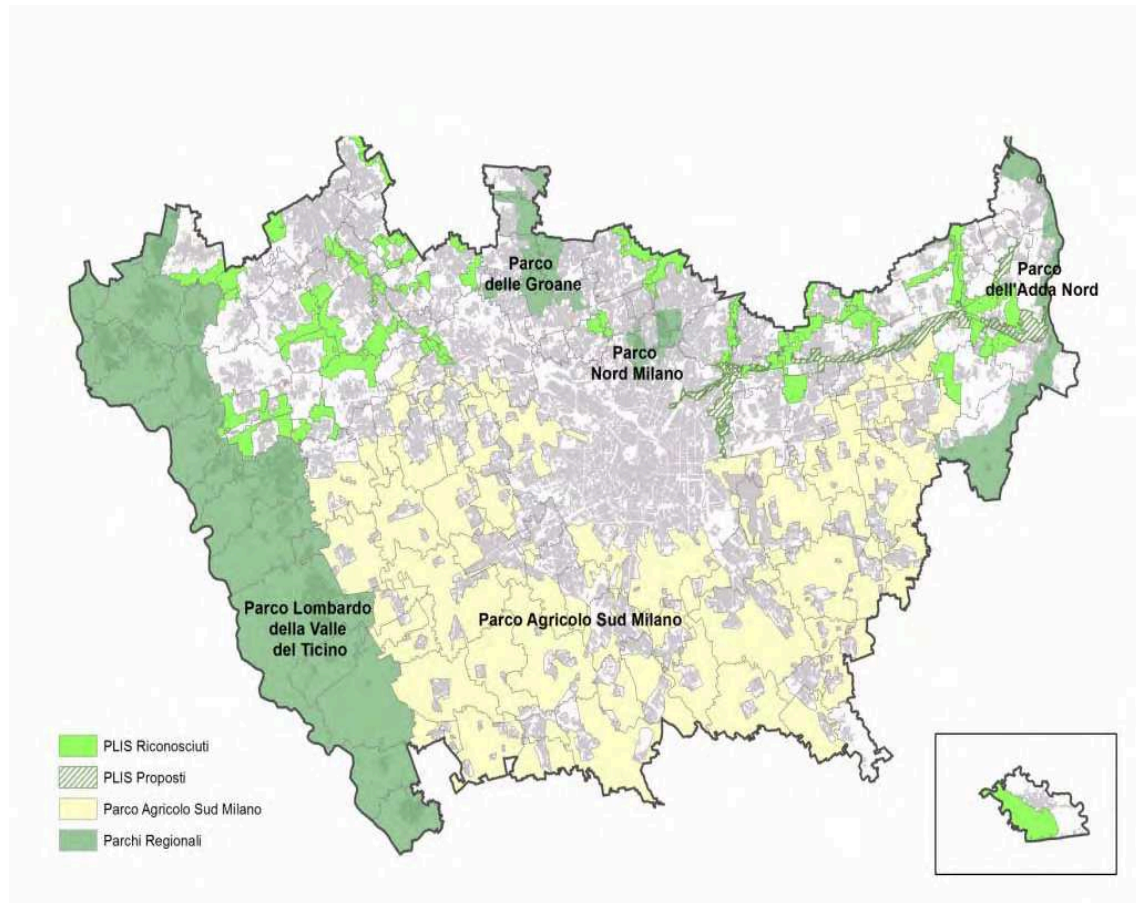 Parco
delle Groane
Parco
dell'Adda Nord
Parco
Nord Milano
Parco Lombardo
della Valle
del Ticino
Parco Agricolo Sud Milano
PLIS Riconosciuti
PLIS Proposti
Parco Agricolo Sud Milano
Parchi Regionali